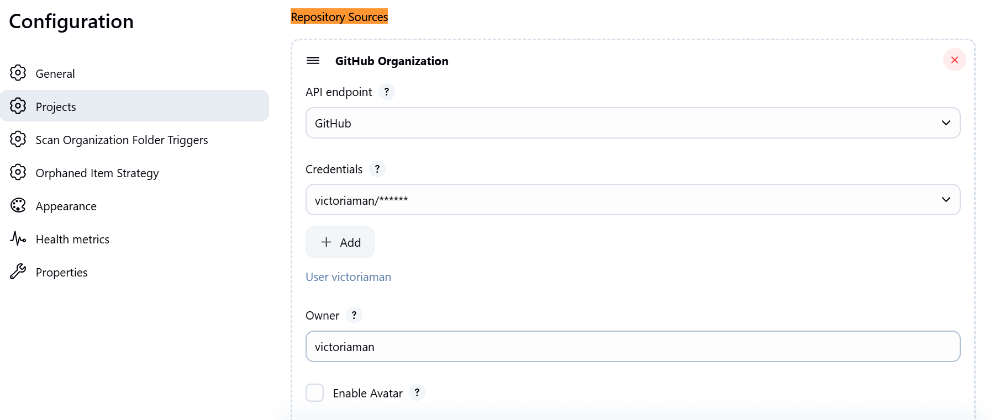 Configuration
General
Projects
Scan Organization Folder Triggers
Orphaned Item Strategy
Appearance
Health metrics
Properties
Repository Sources
GitHub Organization
API endpoint ?
GitHub
Credentials ?
victoriaman/******
+ Add
User victoriaman
Owner ?
victoriaman
Enable Avatar ?